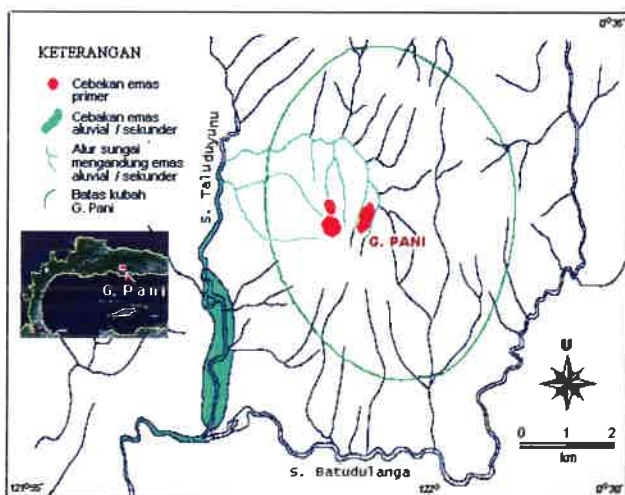 KETERANGAN
Cebakan emas
primer
Cebakan emas
aluvial / sekunder
Alur sungai
mengandung emas
aluvial / sekunder
Batas kubah
G. Pani
G. Pani
S. Taluduyunu
G. PANI
S. Batudulanga
U
0 1 2
km
0°35'
121°55'
122°
0°30'